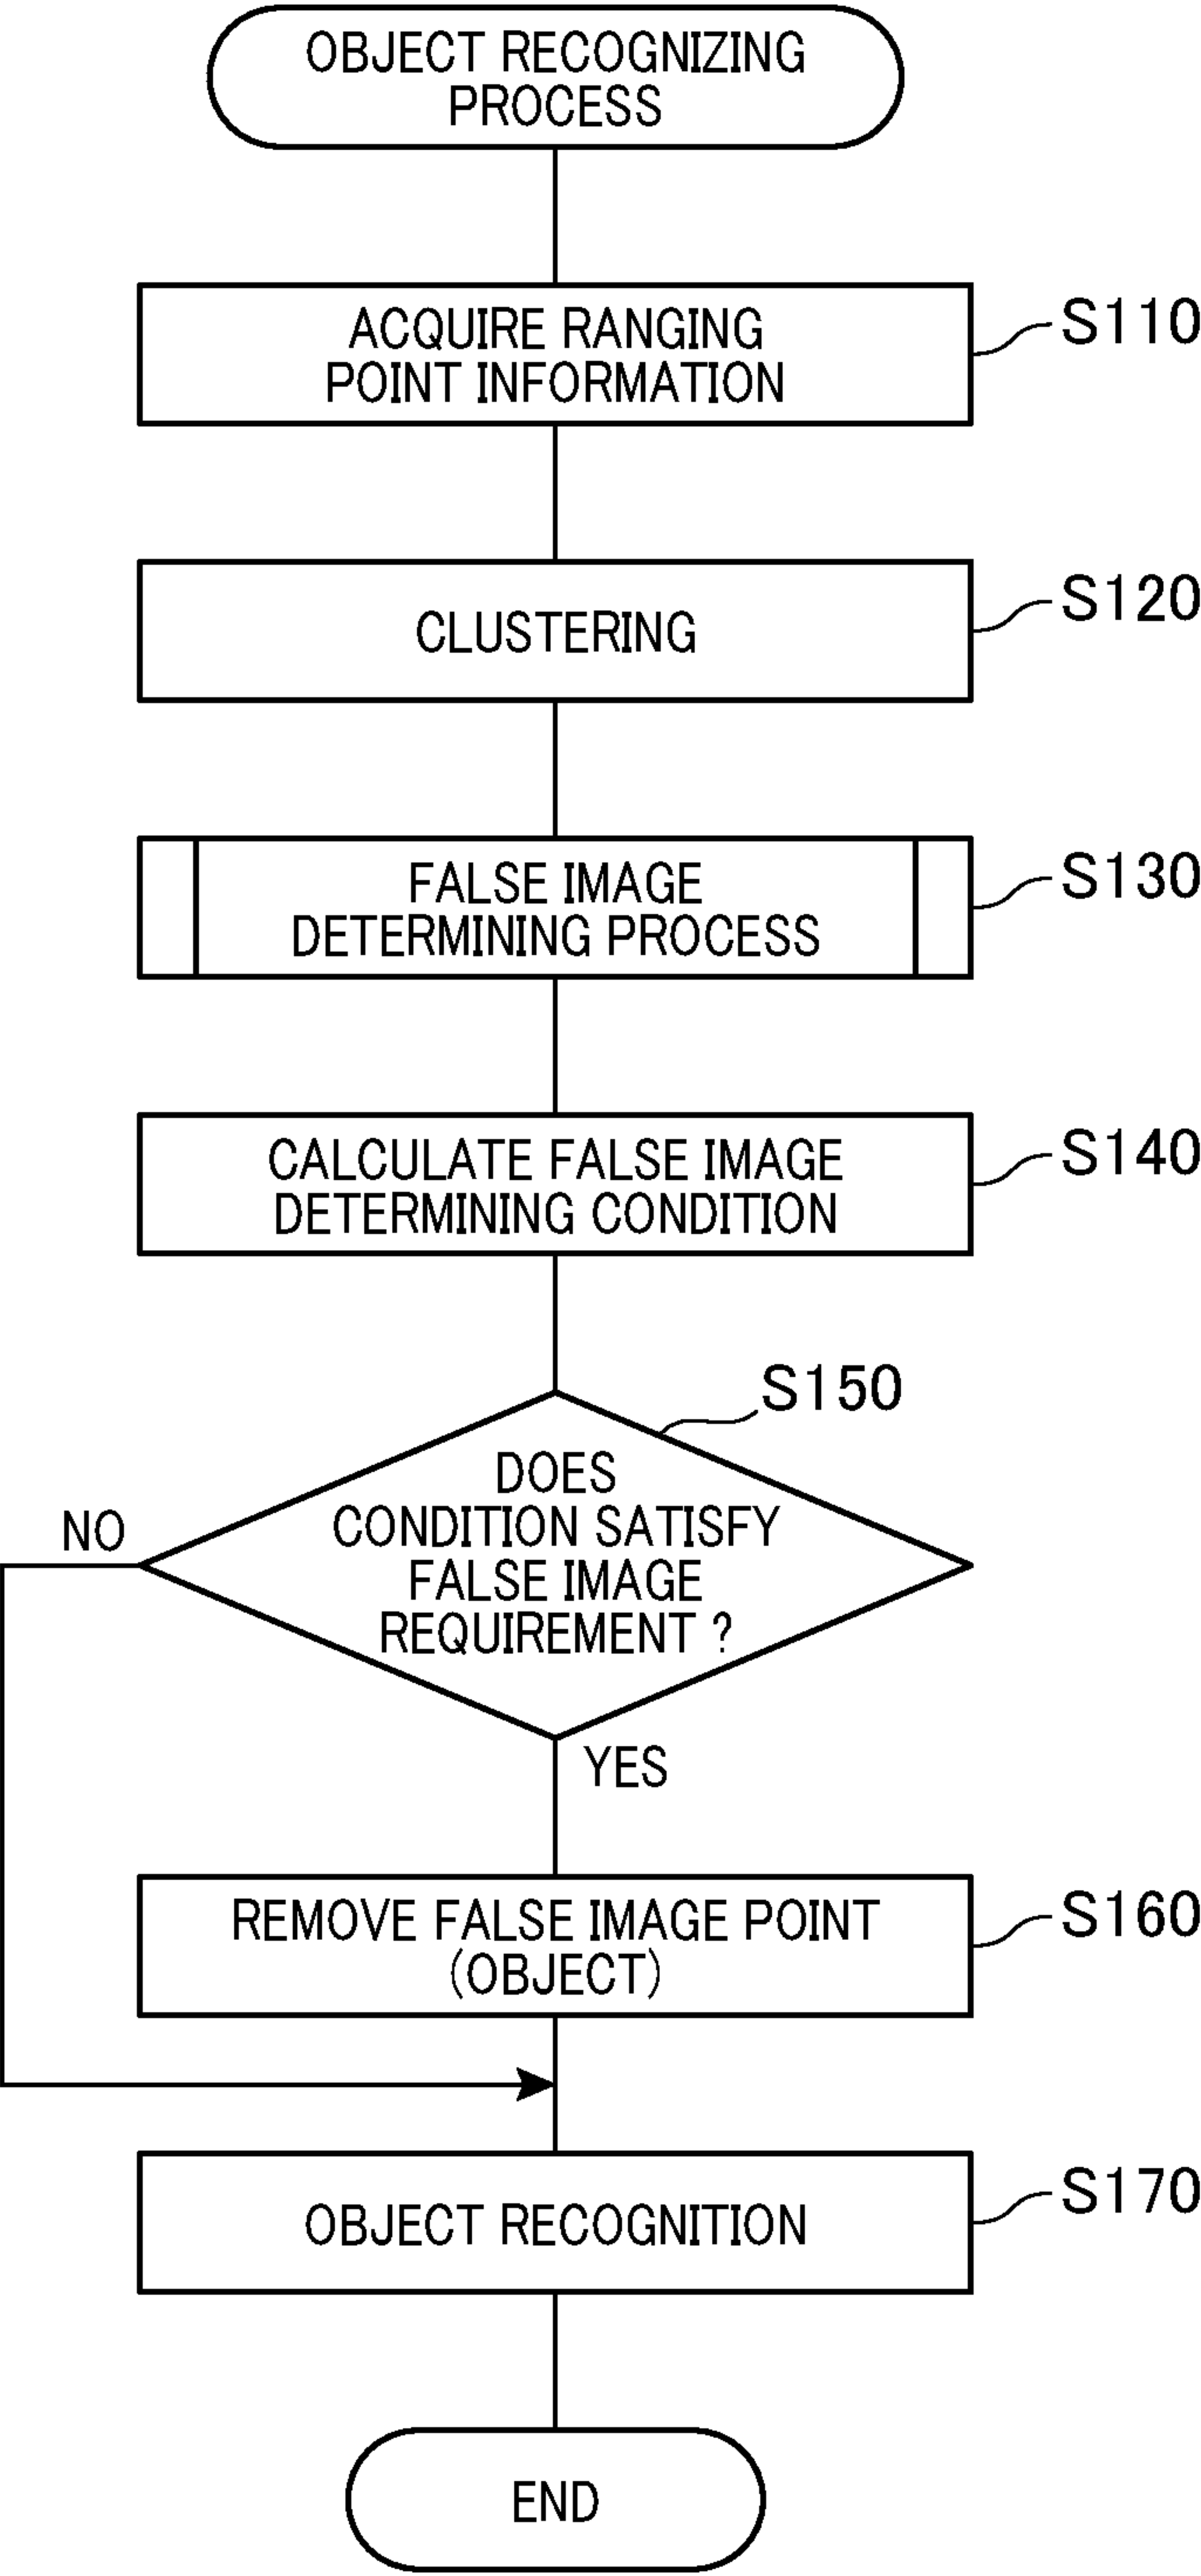 OBJECT RECOGNIZING
PROCESS
ACQUIRE RANGING
POINT INFORMATION
S110
CLUSTERING
S120
FALSE IMAGE
DETERMINING PROCESS
S130
CALCULATE FALSE IMAGE
DETERMINING CONDITION
S140
S150
DOES
CONDITION SATISFY
FALSE IMAGE
REQUIREMENT ?
NO
YES
REMOVE FALSE IMAGE POINT
(OBJECT)
S160
OBJECT RECOGNITION
S170
END